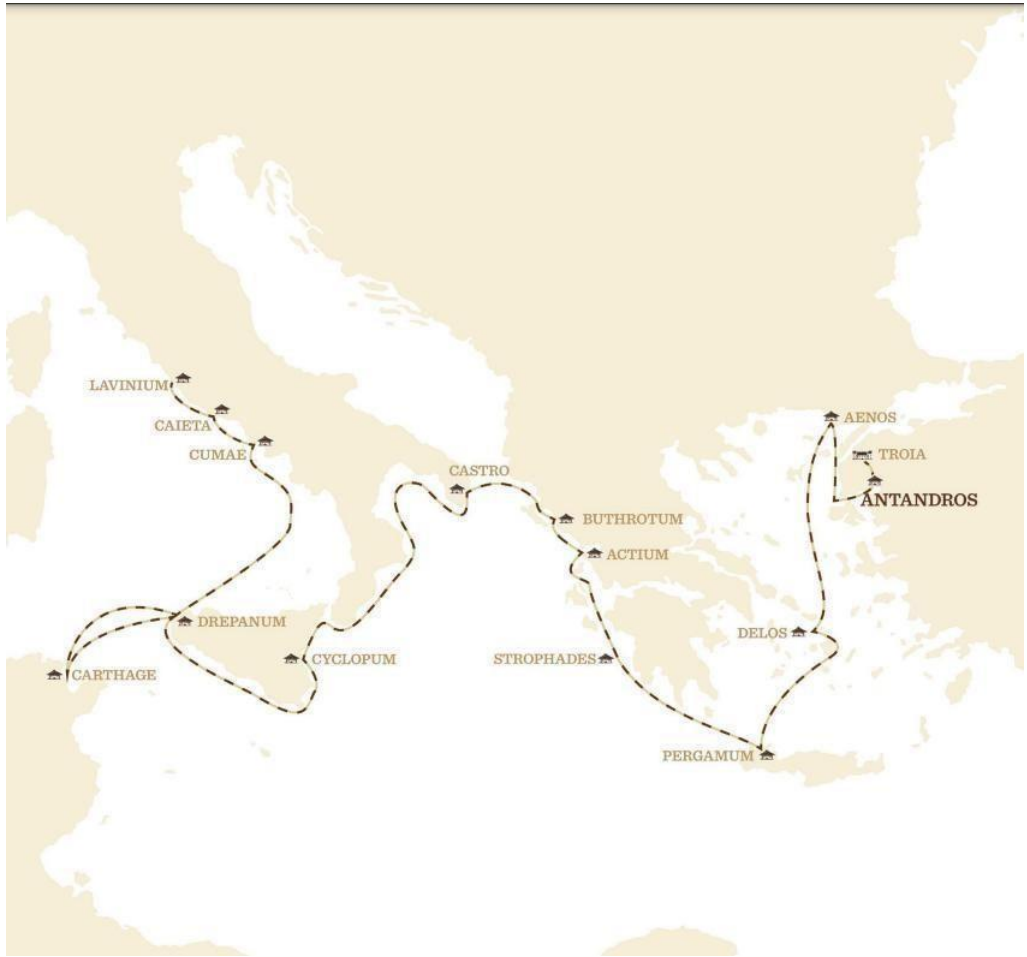 LAVINIUM
CAIETA
CUMAE
AENOS
TROIA
CASTRO
ANTANDROS
BUTHROTUM
ACTIUM
DREPANUM
DELOS
CYCLOPUM
STROPHADES
CARTHAGE
PERGAMUM